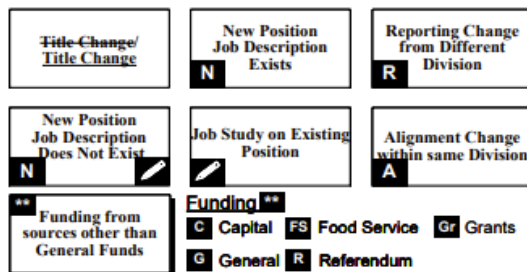 Title Change/
Title Change
New Position
Job Description
Exists
N
Reporting Change
from Different
Division
R
New Position
Job Description
Does Not Exist
N
Job Study on Existing
Position
Alignment Change
within same Division
A
**
Funding from
sources other than
General Funds
Funding **
C Capital FS Food Service Gr Grants
G General R Referendum